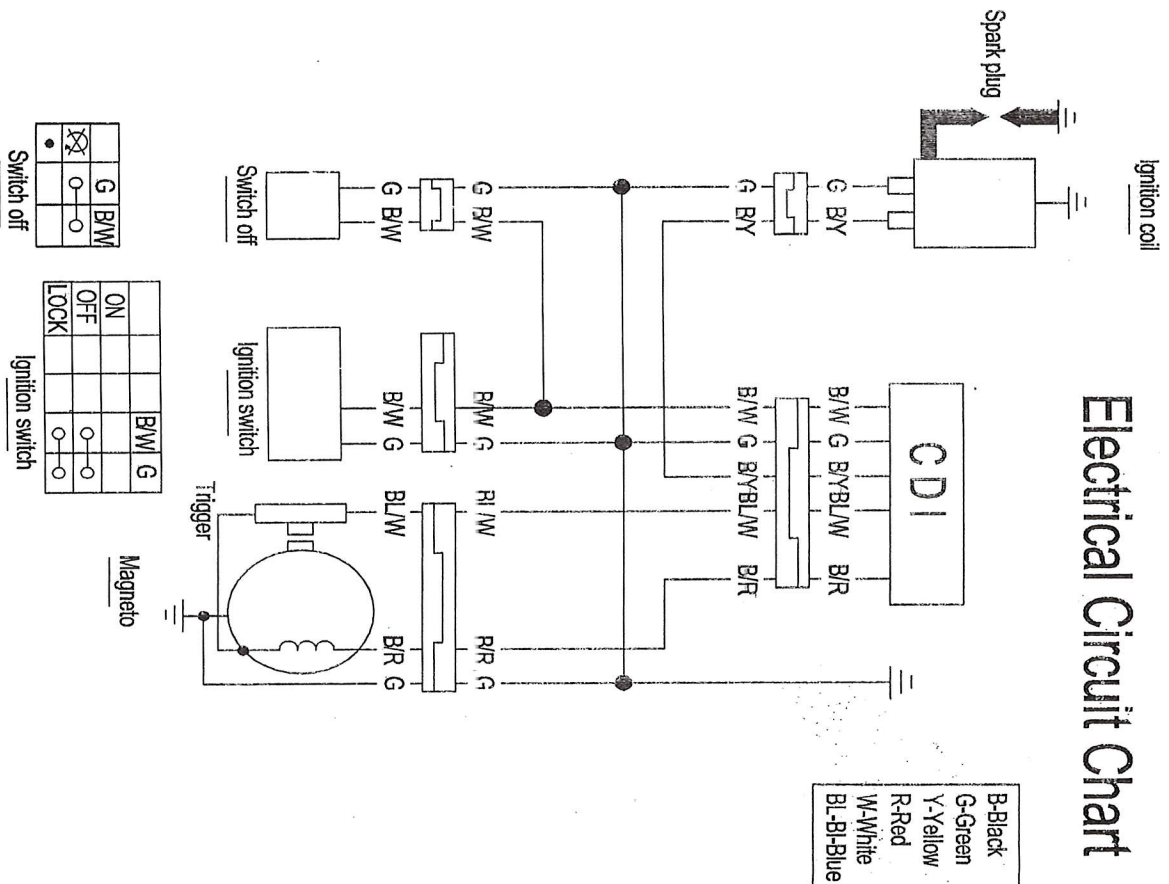 Electrical Circuit Chart
Ignition coil
Spark plug
G B/Y
G B/Y
CDI
B/W G B/Y BL/W B/R
B/W G B/Y BL/W B/R
B-Black
G-Green
Y-Yellow
R-Red
W-White
BL-Bl-Blue
G B/W
G B/W
Switch off
B/W G
B/W G
Ignition switch
BL/W B/R G
BL/W B/R G
Trigger
Magneto
G B/W
Switch off
B/W G
ON
OFF
LOCK
Ignition switch